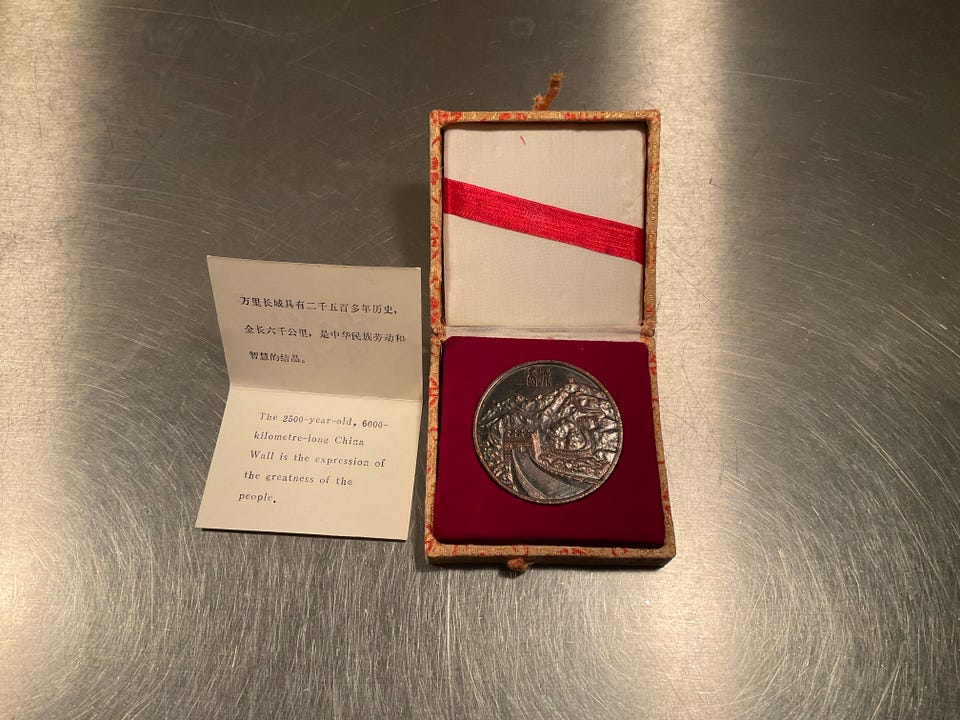 万里长城具有二千五百多年历史，
全长六千公里，是中华民族劳动和
智慧的结晶。
The 2500-year-old, 6000-
kilometre-long China
Wall is the expression of
the greatness of the
people.